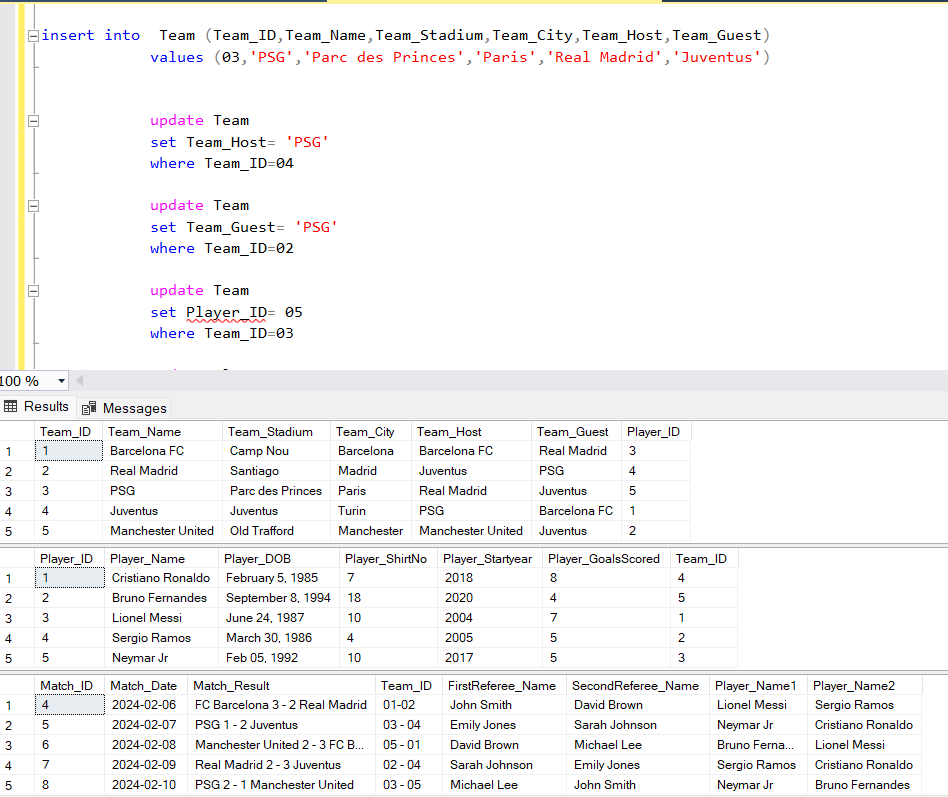 insert into  Team (Team_ID,Team_Name,Team_Stadium,Team_City,Team_Host,Team_Guest)
values (03,'PSG','Parc des Princes','Paris','Real Madrid','Juventus')
update Team
set Team_Host= 'PSG'
where Team_ID=04
update Team
set Team_Guest= 'PSG'
where Team_ID=02
update Team
set Player_ID= 05
where Team_ID=03
100 %
Results Messages
Team_ID Team_Name Team_Stadium Team_City Team_Host Team_Guest Player_ID
1 1 Barcelona FC Camp Nou Barcelona Barcelona FC Real Madrid 3
2 2 Real Madrid Santiago Madrid Juventus PSG 4
3 3 PSG Parc des Princes Paris Real Madrid Juventus 5
4 4 Juventus Juventus Turin PSG Barcelona FC 1
5 5 Manchester United Old Trafford Manchester Manchester United Juventus 2
Player_ID Player_Name Player_DOB Player_ShirtNo Player_Startyear Player_GoalsScored Team_ID
1 1 Cristiano Ronaldo February 5, 1985 7 2018 8 4
2 2 Bruno Fernandes September 8, 1994 18 2020 4 5
3 3 Lionel Messi June 24, 1987 10 2004 7 1
4 4 Sergio Ramos March 30, 1986 4 2005 5 2
5 5 Neymar Jr Feb 05, 1992 10 2017 5 3
Match_ID Match_Date Match_Result Team_ID FirstReferee_Name SecondReferee_Name Player_Name1 Player_Name2
1 4 2024-02-06 FC Barcelona 3 - 2 Real Madrid 01-02 John Smith David Brown Lionel Messi Sergio Ramos
2 5 2024-02-07 PSG 1 - 2 Juventus 03 - 04 Emily Jones Sarah Johnson Neymar Jr Cristiano Ronaldo
3 6 2024-02-08 Manchester United 2 - 3 FC B... 05 - 01 David Brown Michael Lee Bruno Ferna... Lionel Messi
4 7 2024-02-09 Real Madrid 2 - 3 Juventus 02 - 04 Sarah Johnson Emily Jones Sergio Ramos Cristiano Ronaldo
5 8 2024-02-10 PSG 2 - 1 Manchester United 03 - 05 Michael Lee John Smith Neymar Jr Bruno Fernandes